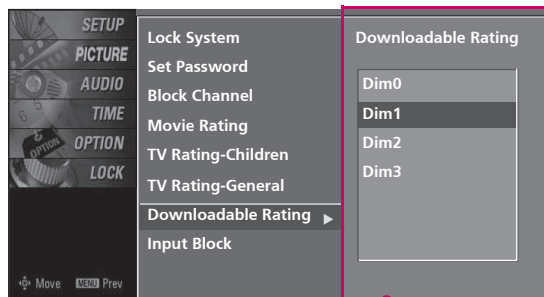 SETUP
PICTURE
AUDIO
TIME
OPTION
LOCK
Move MENU Prev
Lock System
Set Password
Block Channel
Movie Rating
TV Rating-Children
TV Rating-General
Downloadable Rating
Input Block
Downloadable Rating
Dim0
Dim1
Dim2
Dim3